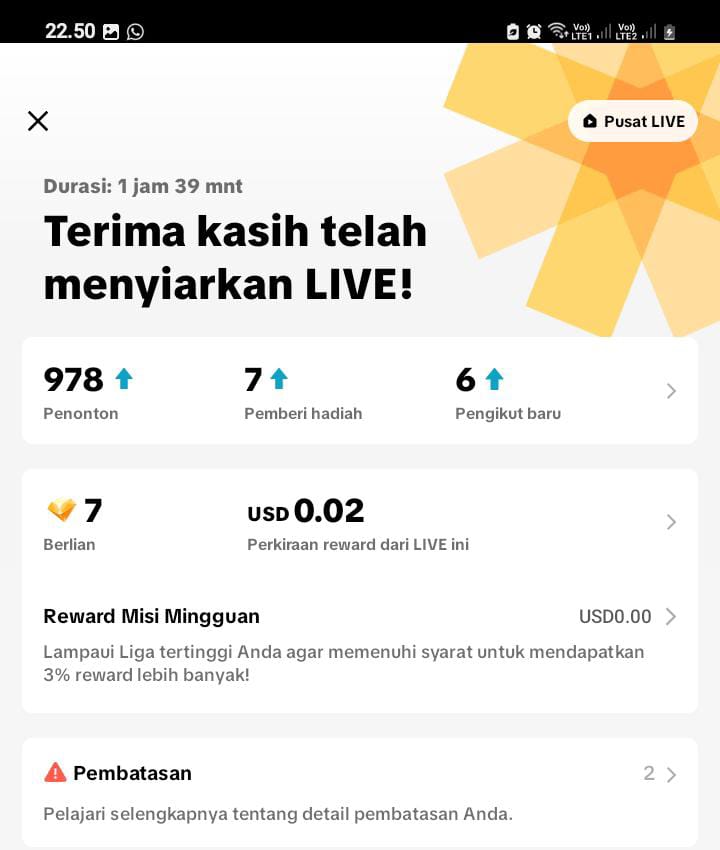 22.50
Vo)) LTE1 Vo)) LTE2
Pusat LIVE
Durasi: 1 jam 39 mnt
Terima kasih telah
menyiarkan LIVE!
978 7 6
Penonton Pemberi hadiah Pengikut baru
7 USD 0.02
Berlian Perkiraan reward dari LIVE ini
Reward Misi Mingguan USD0.00
Lampaui Liga tertinggi Anda agar memenuhi syarat untuk mendapatkan
3% reward lebih banyak!
Pembatasan 2
Pelajari selengkapnya tentang detail pembatasan Anda.